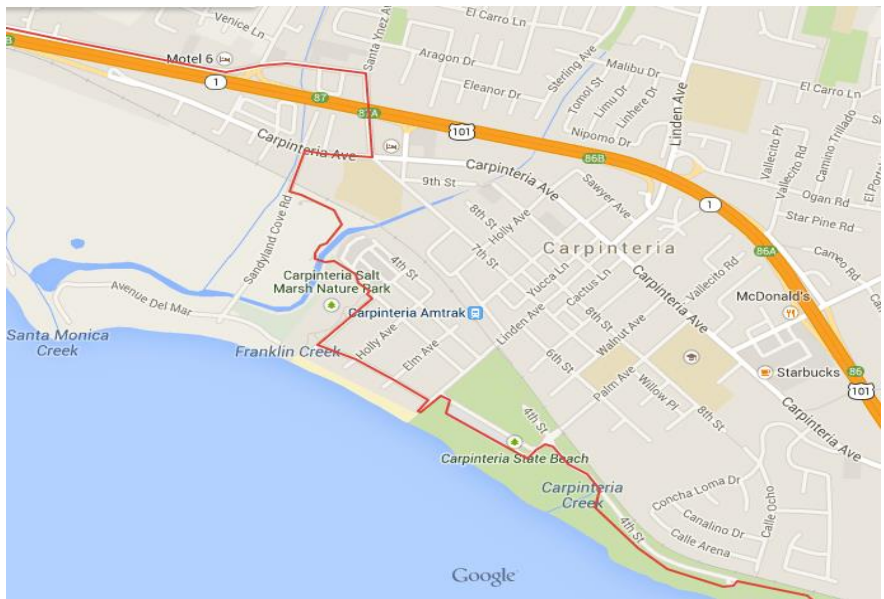 Venice Ln
Santa Ynez Ave
El Carro Ln
Motel 6
Aragon Dr
Sterling Ave
Malibu Dr
Eleanor Dr
Tomol St
Limu Dr
Linhere Dr
Linden Ave
El Carro Ln
1
87
87A
101
Nipomo Dr
86B
Vallecito Pl
Vallecito Rd
Camino Trillado
El Portal
Carpinteria Ave
Carpinteria Ave
9th St
Sawyer Ave
1
Ogan Rd
Star Pine Rd
Sandyland Cove Rd
8th St
Holly Ave
7th St
Carpinteria
86A
Cameo Rd
4th St
Yucca Ln
Cactus Ln
Vallecito Rd
Carpinteria Salt
Marsh Nature Park
Avenue Del Mar
Carpinteria Amtrak
Linden Ave
8th St
Walnut Ave
Carpinteria Ave
McDonald's
Santa Monica
Creek
Franklin Creek
Holly Ave
Elm Ave
6th St
Palm Ave
Willow Pl
8th St
Starbucks
86
101
4th St
Carpinteria State Beach
Carpinteria Ave
Carpinteria
Creek
4th St
Concha Loma Dr
Canalino Dr
Calle Arena
Calle Ocho
Google